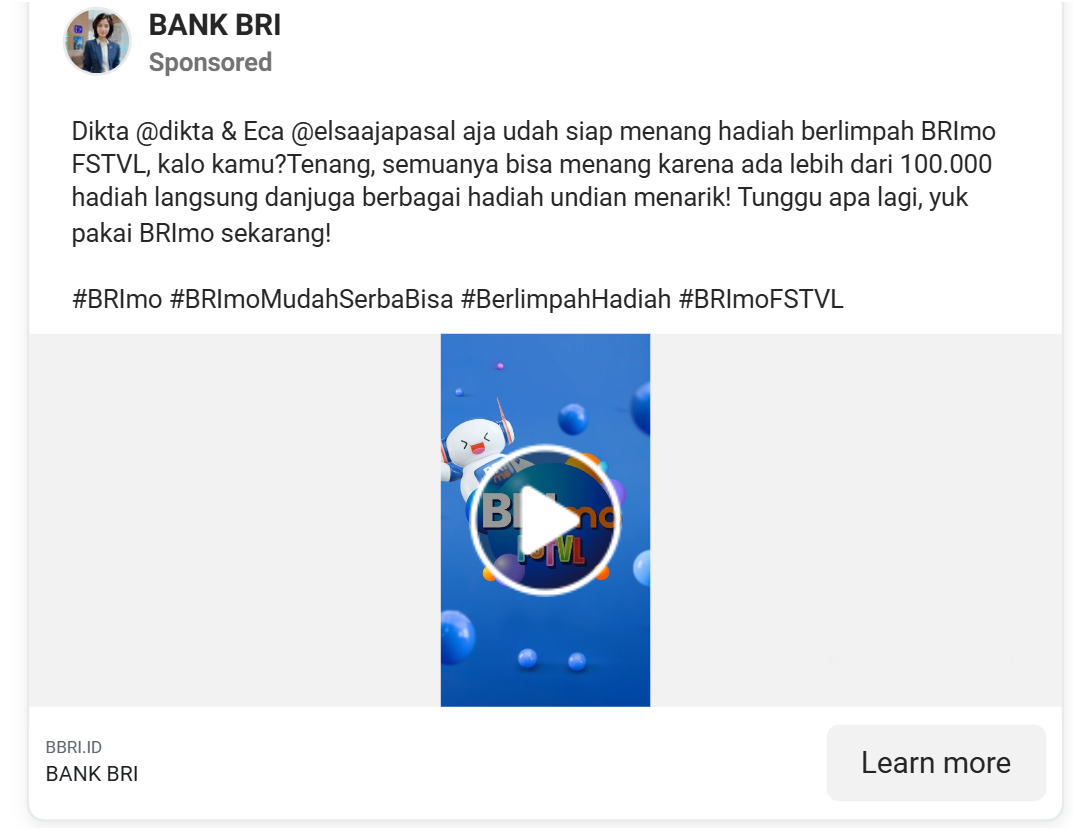 BANK BRI
Sponsored
Dikta @dikta & Eca @elsaajapasal aja udah siap menang hadiah berlimpah BRImo
FSTVL, kalo kamu?Tenang, semuanya bisa menang karena ada lebih dari 100.000
hadiah langsung danjuga berbagai hadiah undian menarik! Tunggu apa lagi, yuk
pakai BRImo sekarang!
#BRImo #BRImoMudahSerbaBisa #BerlimpahHadiah #BRImoFSTVL
BRImo
FSTVL
BBRI.ID
BANK BRI
Learn more